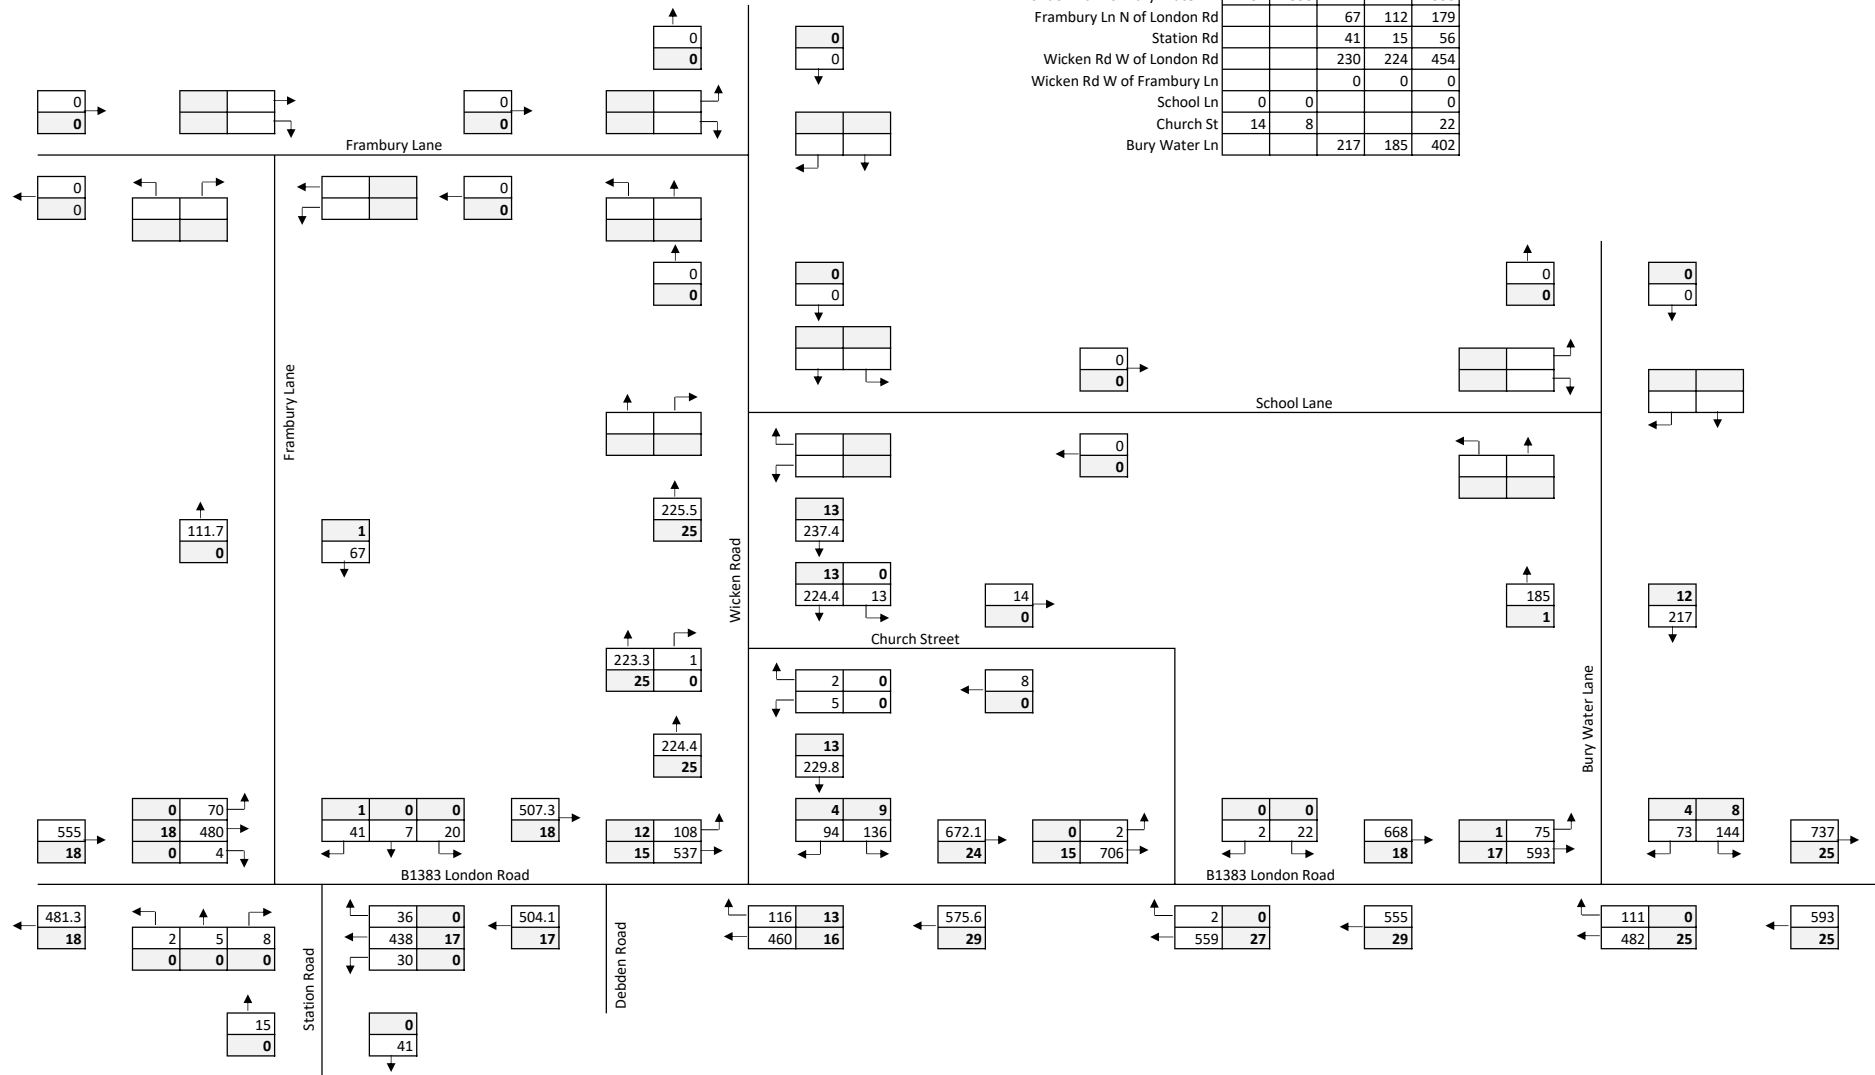 0 0
Frambury Ln N of London Rd 67 112 179
0 0
Station Rd 41 15 56
Wicken Rd W of London Rd 230 224 454
Wicken Rd W of Frambury Ln 0 0 0
0 0 School Ln 0 0 0
0 0 Church St 14 8 22
Frambury Lane Bury Water Ln 217 185 402
0 0
0 0
0 0 0 0
0 0 0 0
0
0
School Lane
Frambury Lane
0
0
225.5 13
25 237.4
111.7 1
0 67
Wicken Road
13 0
224.4 13
14 185 12
0 1 217
Church Street
223.3 1
25 0
2 0 8
5 0 0
Bury Water Lane
224.4 13
25 229.8
0 70 1 0 0 507.3 4 9 0 0 4 8
555 18 480 41 7 20 18 12 108 94 136 672.1 0 2 2 22 668 1 75 73 144 737
18 0 4 15 537 24 15 706 18 17 593 25
B1383 London Road B1383 London Road
481.3 36 0 504.1 116 13 575.6 2 0 555 111 0 593
18 2 5 8 438 17 17 460 16 29 559 27 29 482 25 25
0 0 0 30 0
Station Road
Debden Road
15 0
0 41